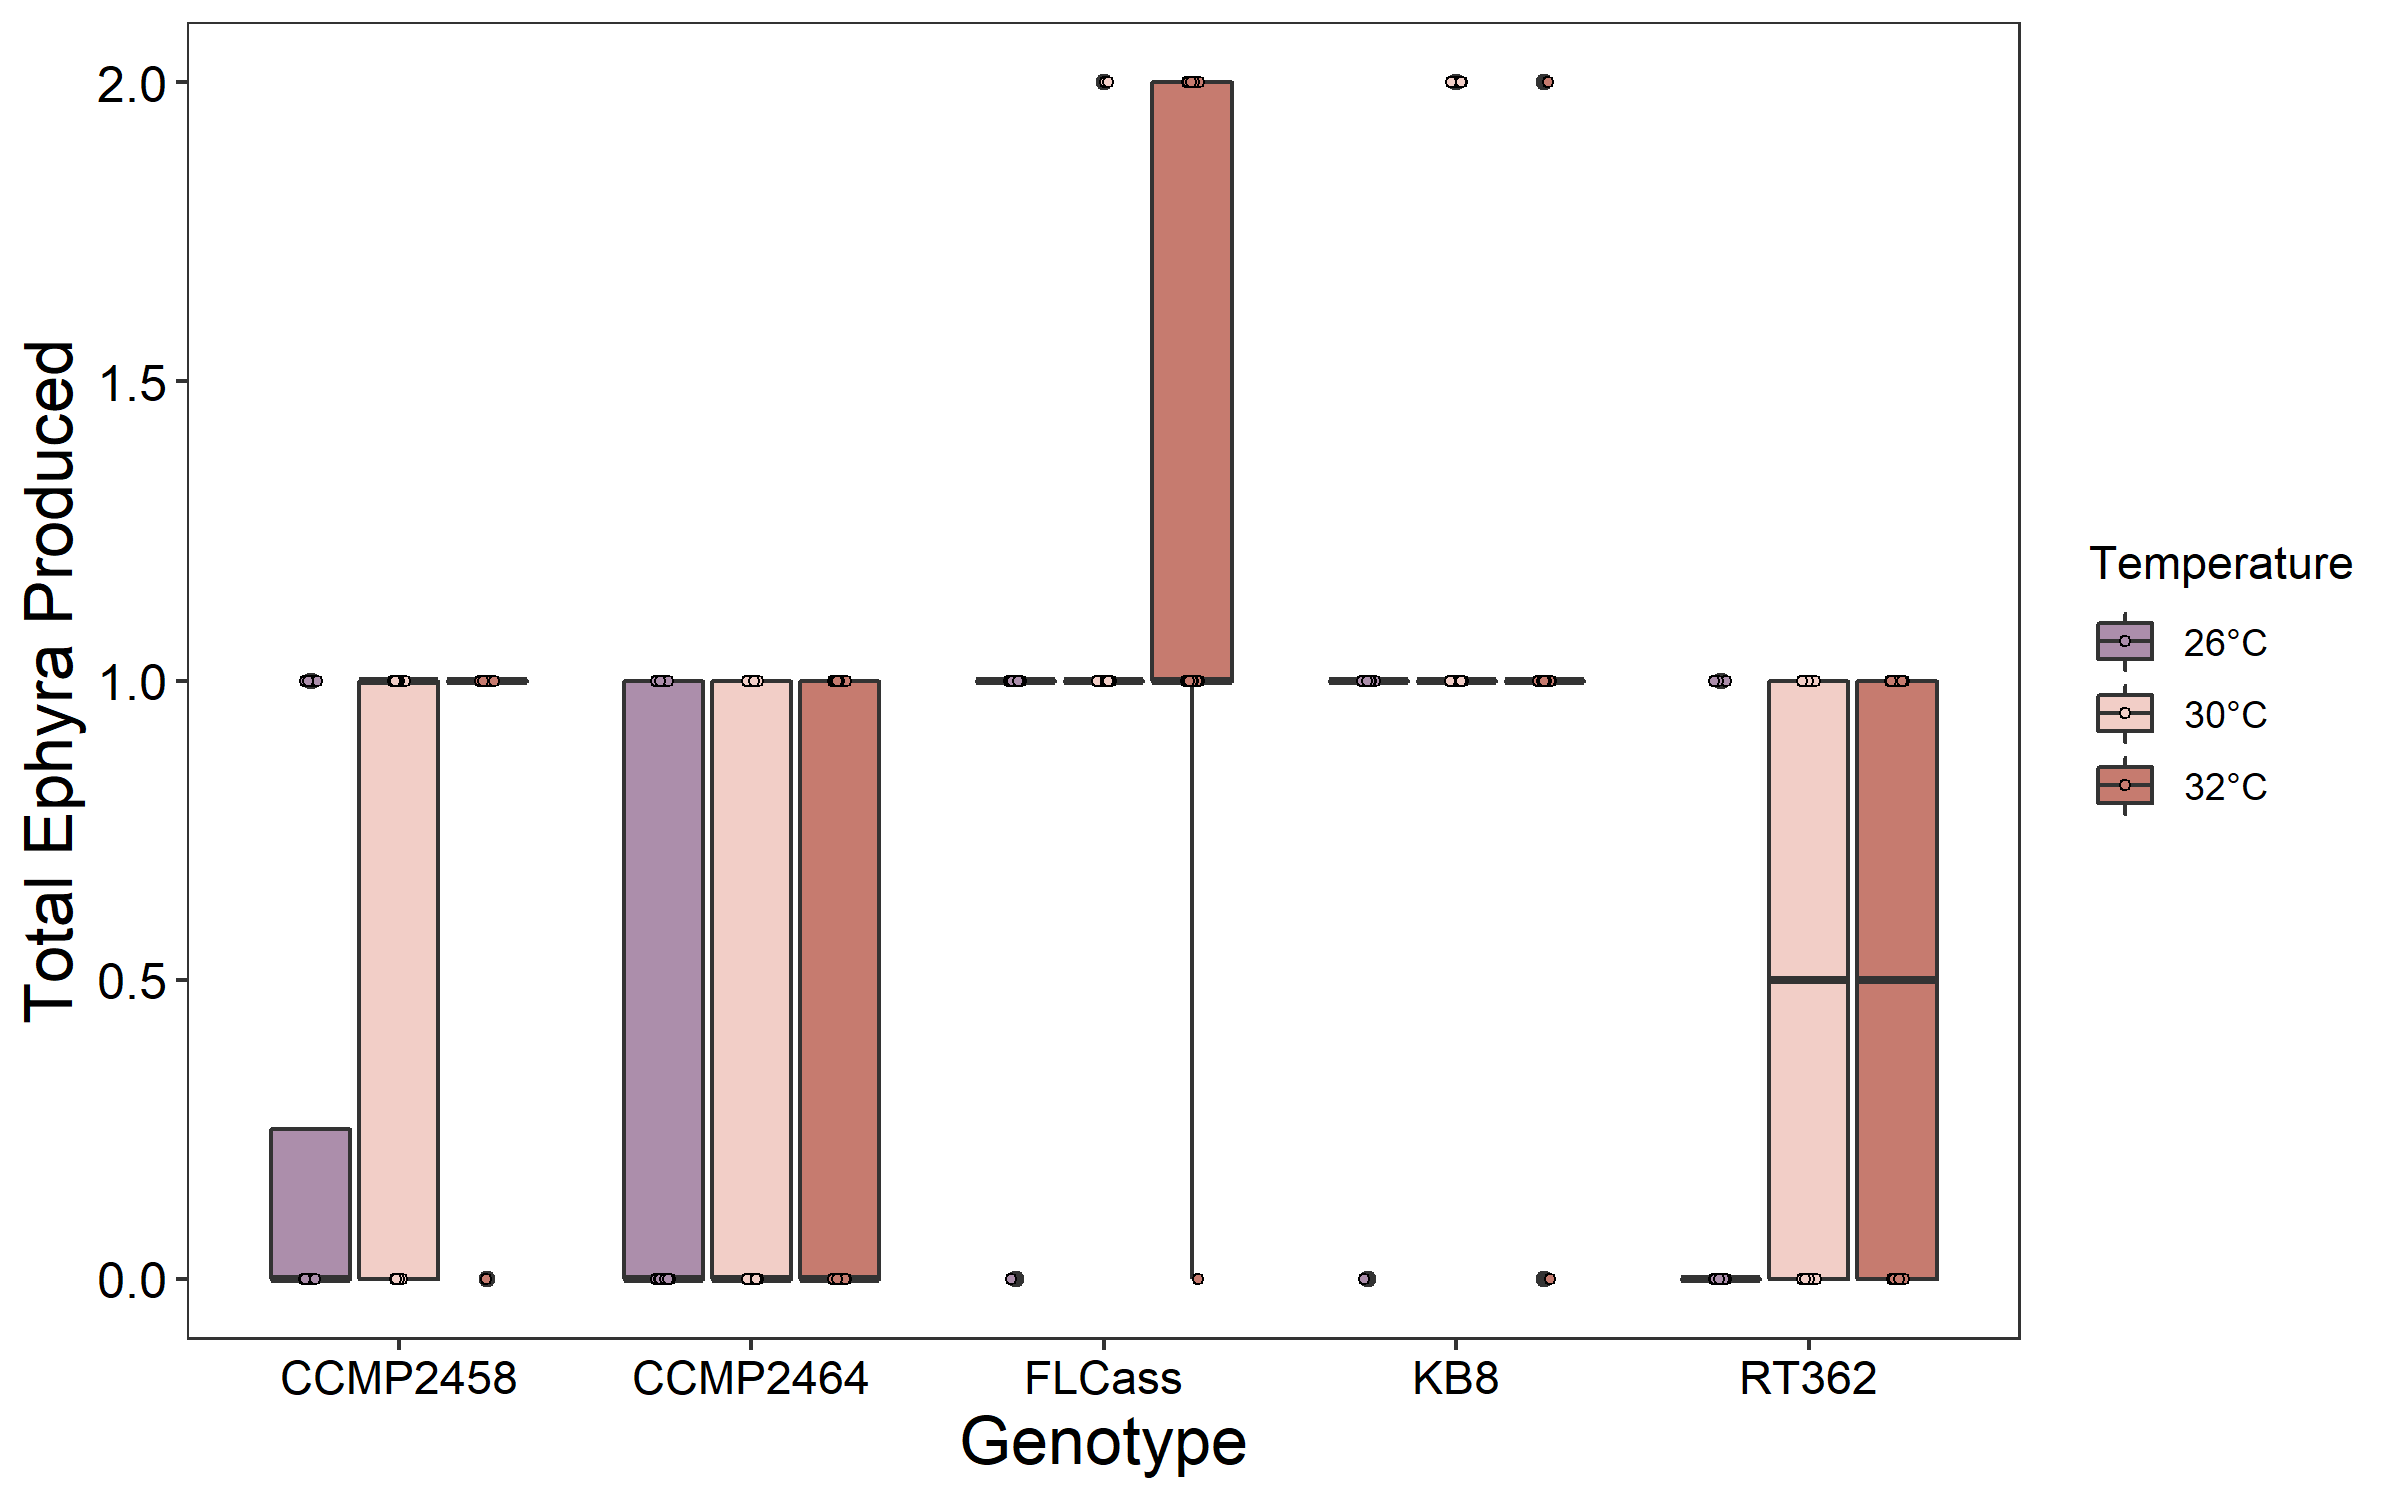 Total Ephyra Produced
2.0
1.5
1.0
0.5
0.0
CCMP2458
CCMP2464
FLCass
KB8
RT362
Genotype
Temperature
26°C
30°C
32°C